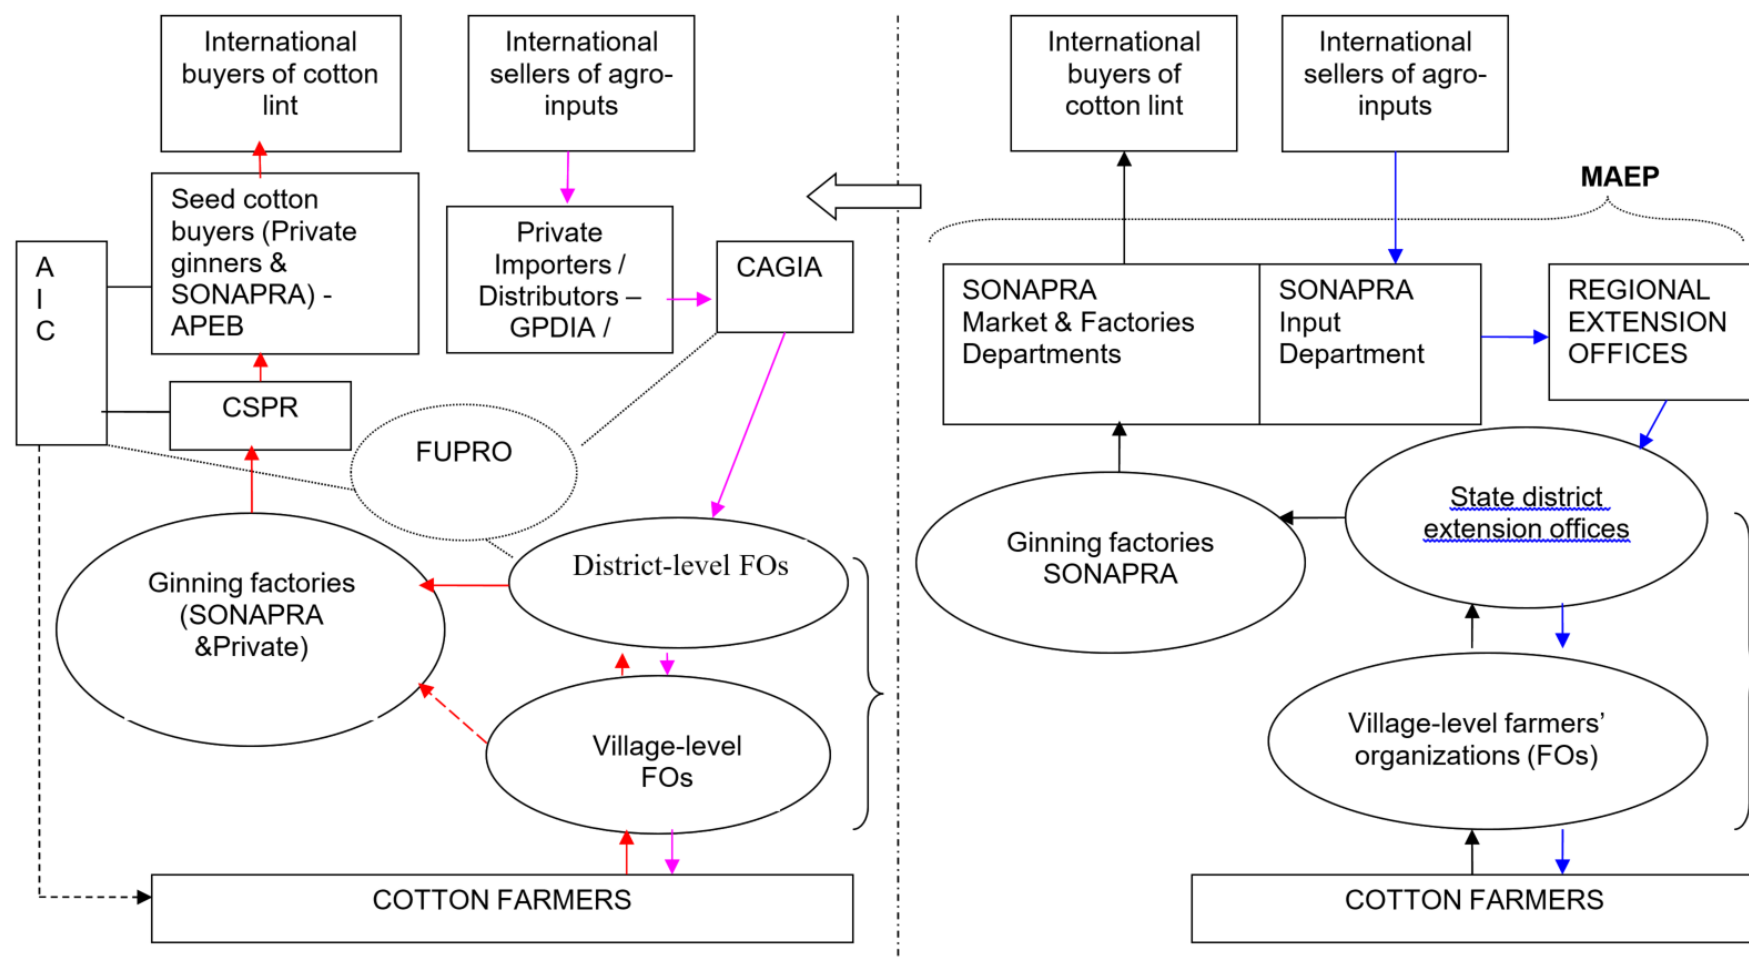 International
buyers of cotton
lint
International
sellers of agro-
inputs
Seed cotton
buyers (Private
ginners &
SONAPRA) -
APEB
Private
Importers /
Distributors –
GPDIA /
CAGIA
A
I
C
CSPR
FUPRO
Ginning factories
(SONAPRA
&Private)
District-level FOs
Village-level
FOs
COTTON FARMERS
International
buyers of
cotton lint
International
sellers of agro-
inputs
MAEP
SONAPRA
Market & Factories
Departments
SONAPRA
Input
Department
REGIONAL
EXTENSION
OFFICES
Ginning factories
SONAPRA
State district
extension offices
Village-level farmers’
organizations (FOs)
COTTON FARMERS